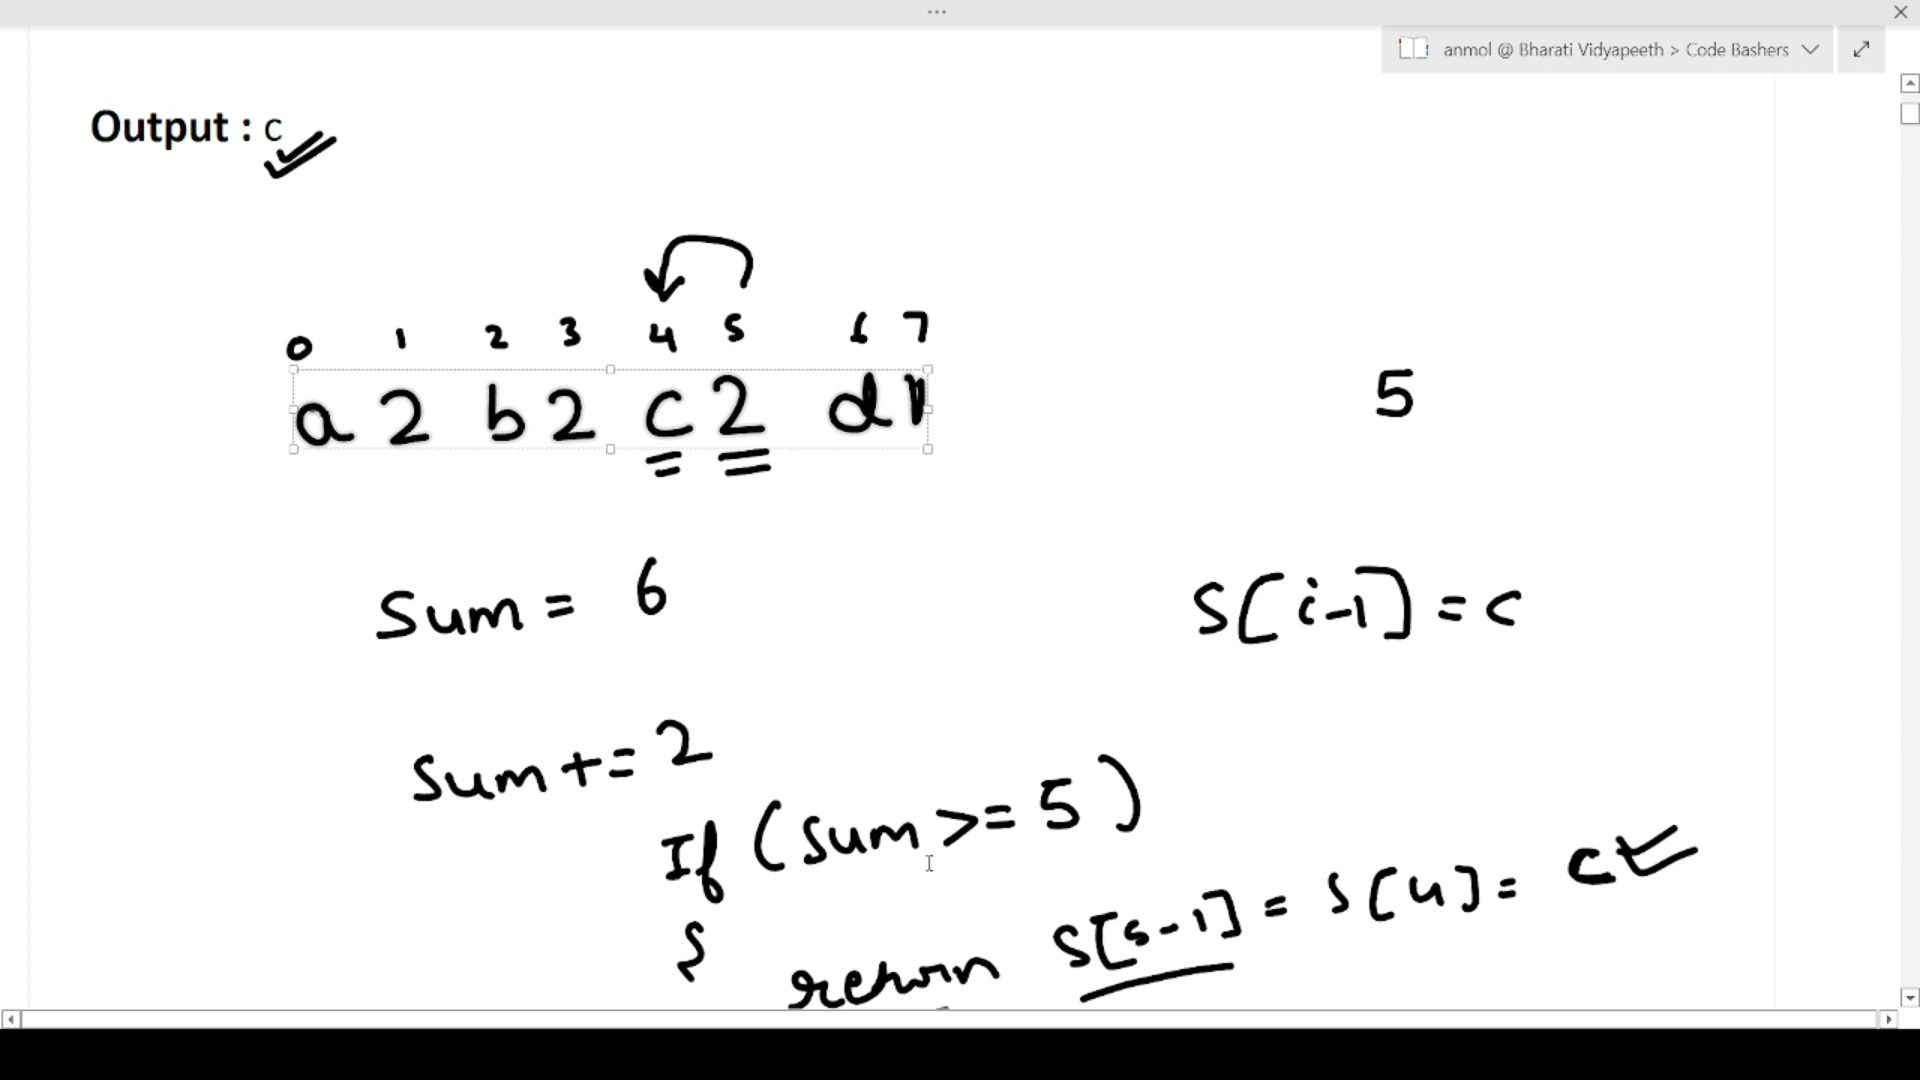 anmol @ Bharati Vidyapeeth > Code Bashers
Output : c
0 1 2 3 4 5 6 7
a 2 b 2 c 2 d 1
5
Sum = 6
S[i-1] = c
Sum += 2
If (sum >= 5)
{
return S[5-1] = S[4] = c